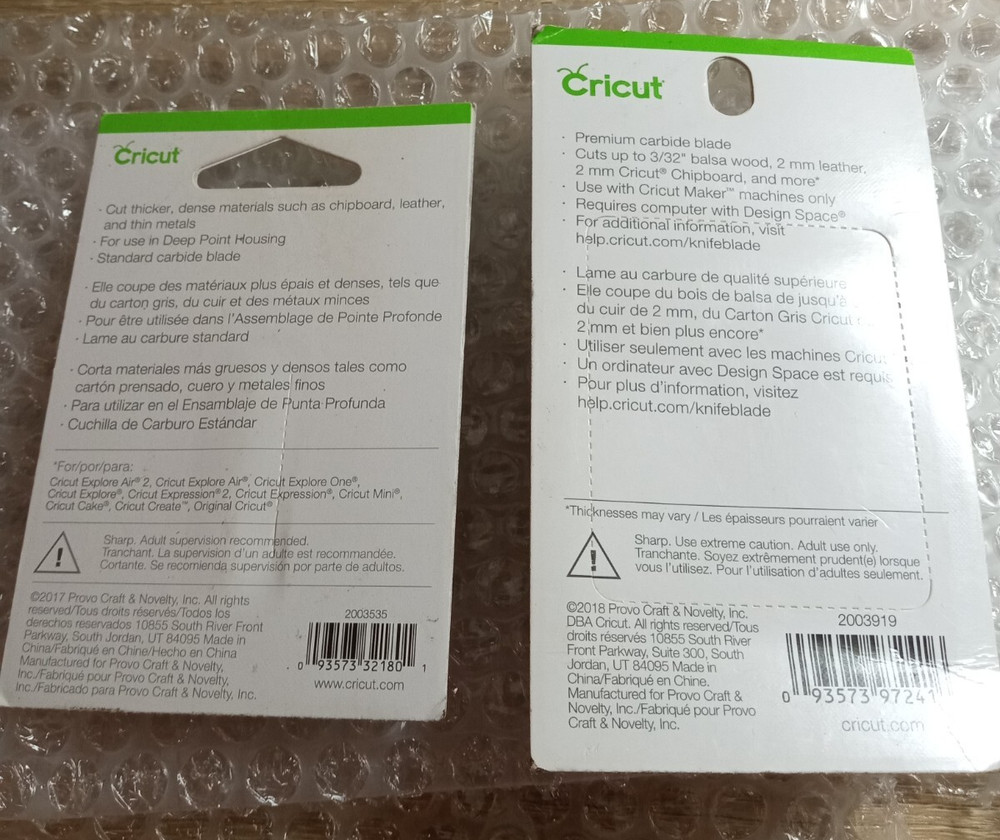 Cricut
· Cut thicker, dense materials such as chipboard, leather,
and thin metals
· For use in Deep Point Housing
· Standard carbide blade
· Elle coupe des matériaux plus épais et denses, tels que
du carton gris, du cuir et des métaux minces
· Pour être utilisée dans l'Assemblage de Pointe Profonde
· Lame au carbure standard
· Corta materiales más gruesos y densos tales como
cartón prensado, cuero y metales finos
· Para utilizar en el Ensamblaje de Punta Profunda
· Cuchilla de Carburo Estándar
*For/por/para:
Cricut Explore Air® 2, Cricut Explore Air®, Cricut Explore One®,
Cricut Explore®, Cricut Expression® 2, Cricut Expression®, Cricut Mini®,
Cricut Cake®, Cricut Create™, Original Cricut®
Sharp. Adult supervision recommended.
Tranchant. La supervision d'un adulte est recommandée.
Cortante. Se recomienda supervisión por parte de adultos.
©2017 Provo Craft & Novelty, Inc. All rights
reserved/Tous droits réservés/Todos los
derechos reservados 10855 South River Front
Parkway, South Jordan, UT 84095 Made in
China/Fabriqué en Chine/Hecho en China
Manufactured for Provo Craft & Novelty,
Inc./Fabriqué pour Provo Craft & Novelty,
Inc./Fabricado para Provo Craft & Novelty, Inc.
2003535
0 93573 32180 1
www.cricut.com
Cricut
· Premium carbide blade
· Cuts up to 3/32" balsa wood, 2 mm leather,
2 mm Cricut® Chipboard, and more*
· Use with Cricut Maker™ machines only
· Requires computer with Design Space®
· For additional information, visit
help.cricut.com/knifeblade
· Lame au carbure de qualité supérieure
· Elle coupe du bois de balsa de jusqu'à
du cuir de 2 mm, du Carton Gris Cricut
2 mm et bien plus encore*
· Utiliser seulement avec les machines Cricut
· Un ordinateur avec Design Space est requis
· Pour plus d'information, visitez
help.cricut.com/knifeblade
*Thicknesses may vary / Les épaisseurs pourraient varier
Sharp. Use extreme caution. Adult use only.
Tranchante. Soyez extrêmement prudent(e) lorsque
vous l'utilisez. Pour l'utilisation d'adultes seulement.
©2018 Provo Craft & Novelty, Inc.
DBA Cricut. All rights reserved/Tous
droits réservés 10855 South River
Front Parkway, Suite 300, South
Jordan, UT 84095 Made in
China/Fabriqué en Chine.
Manufactured for Provo Craft &
Novelty, Inc./Fabriqué pour Provo
Craft & Novelty, Inc.
2003919
0 93573 97241
cricut.com